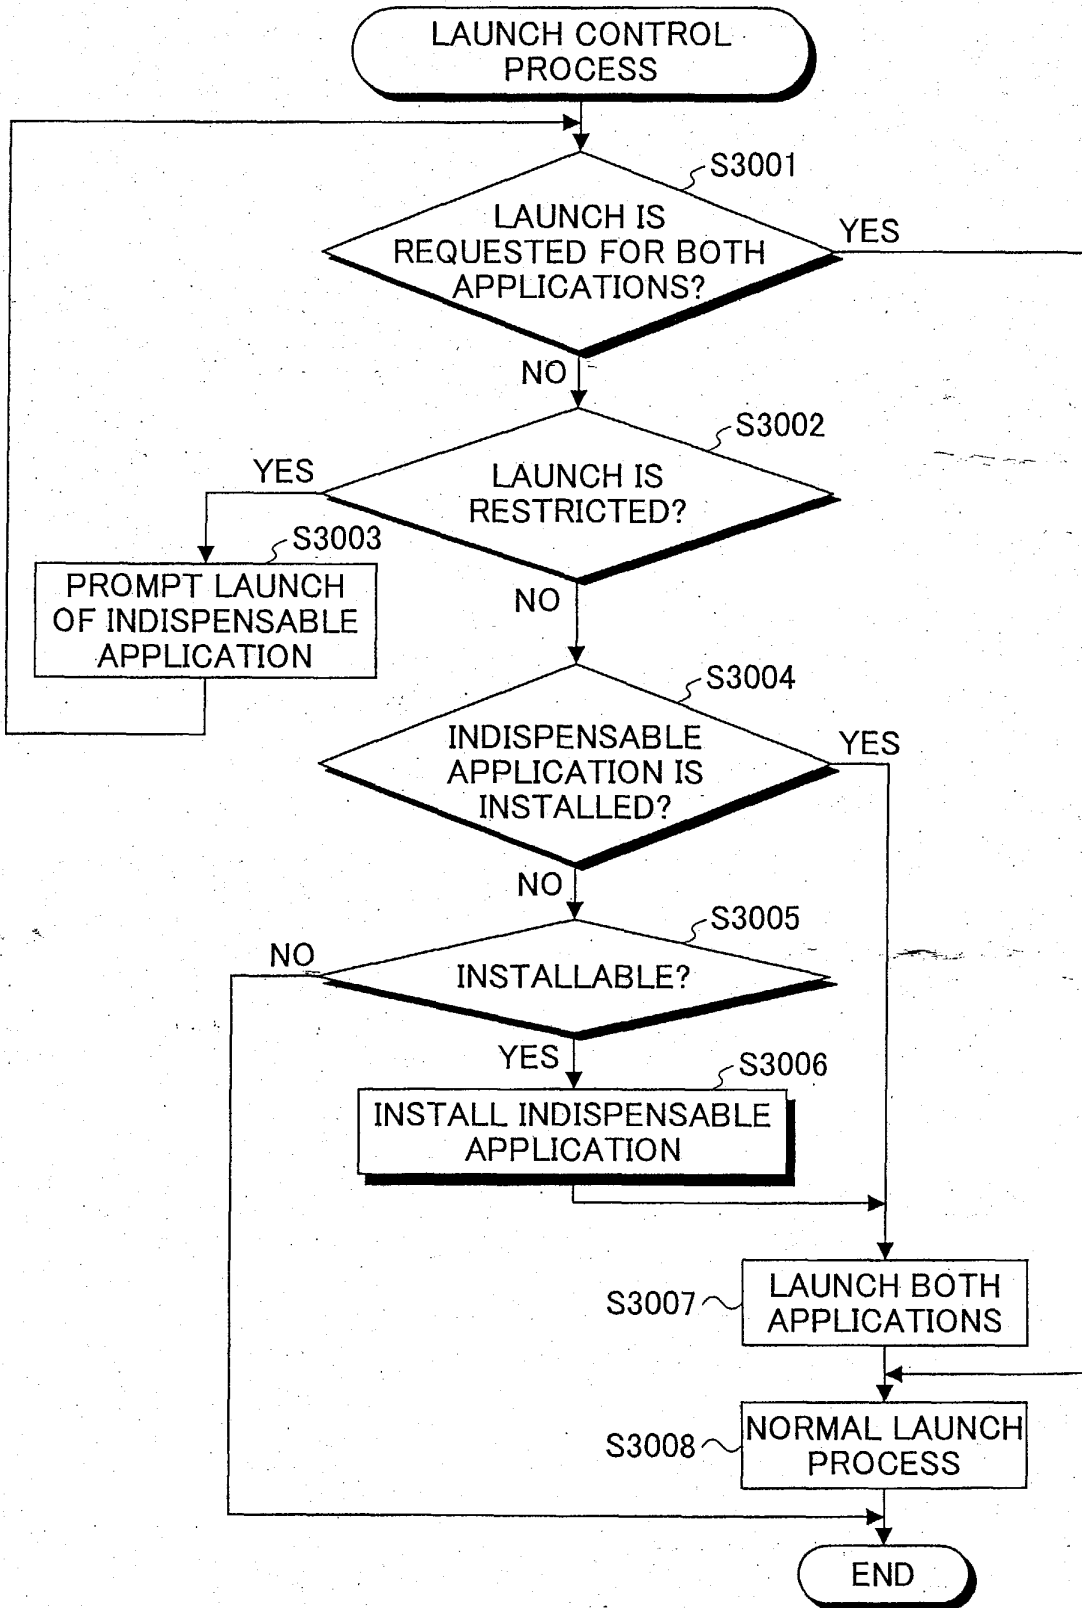 LAUNCH CONTROL
PROCESS
S3001
LAUNCH IS
REQUESTED FOR BOTH
APPLICATIONS?
YES
NO
S3002
YES
LAUNCH IS
RESTRICTED?
S3003
PROMPT LAUNCH
OF INDISPENSABLE
APPLICATION
NO
S3004
INDISPENSABLE
APPLICATION IS
INSTALLED?
YES
NO
S3005
NO
INSTALLABLE?
YES
S3006
INSTALL INDISPENSABLE
APPLICATION
S3007
LAUNCH BOTH
APPLICATIONS
S3008
NORMAL LAUNCH
PROCESS
END